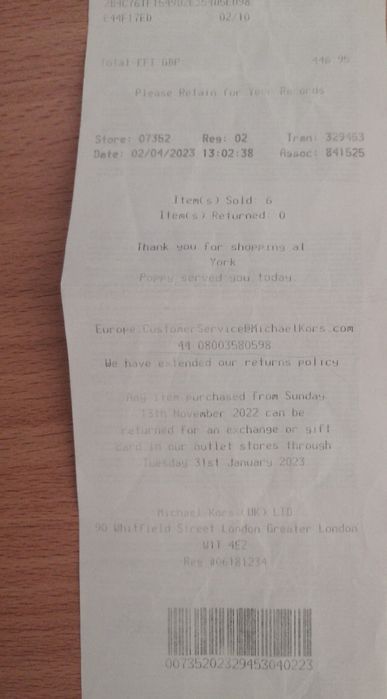 E44F17ED 02/10
Total EFT GBP 446.95
Please Retain for Your Records
Store: 07352 Reg: 02 Tran: 329453
Date: 02/04/2023 13:02:38 Assoc: 841525
Item(s) Sold 6
Item(s) Returned 0
Thank you for shopping at
York
Poppy served you today.
Europe.CustomerService@MichaelKors.com
44 08003580598
We have extended our returns policy
Any item purchased from Sunday
13th November 2022 can be
returned for an exchange or gift
card in our outlet stores through
Tuesday 31st January 2023
Michael Kors (UK) LTD
90 Whitfield Street London Greater London
W1T 4EZ
Reg #06181234
00735202329453040223